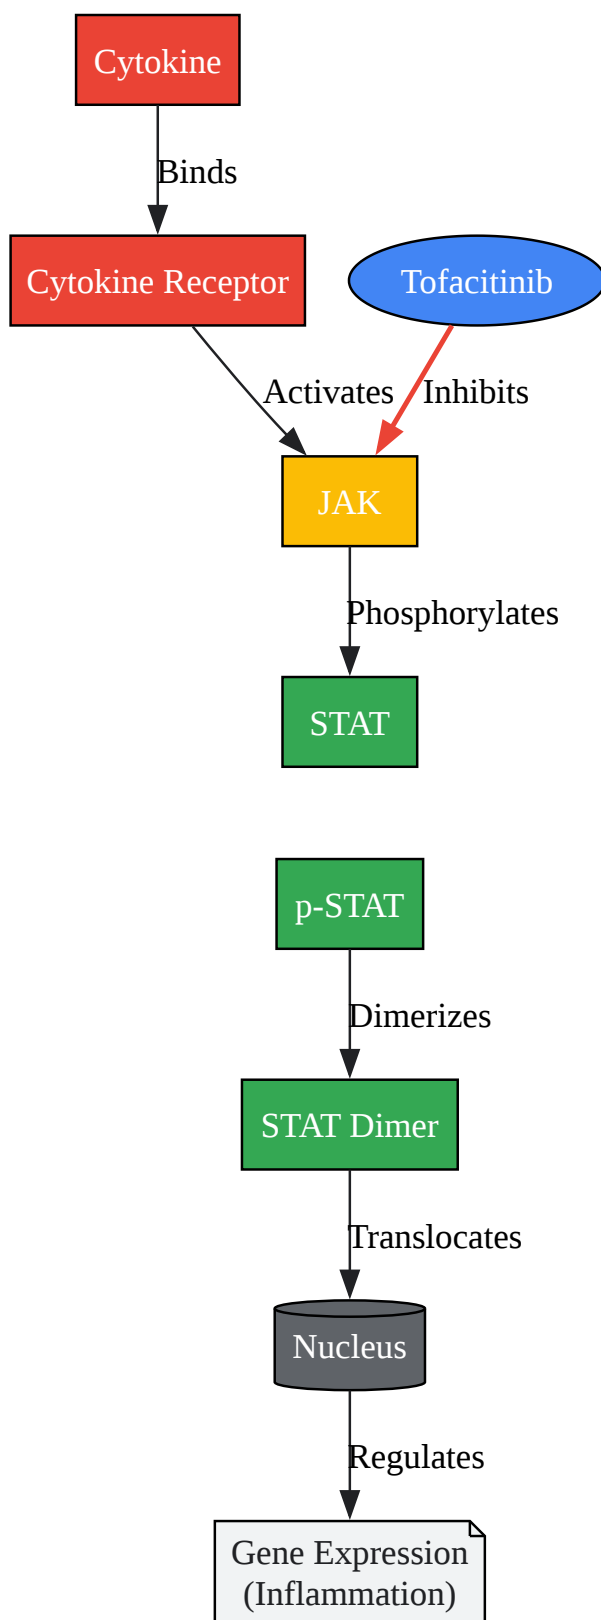 Cytokine
Binds
Cytokine Receptor
Tofacitinib
Activates
Inhibits
JAK
Phosphorylates
STAT
p-STAT
Dimerizes
STAT Dimer
Translocates
Nucleus
Regulates
Gene Expression
(Inflammation)